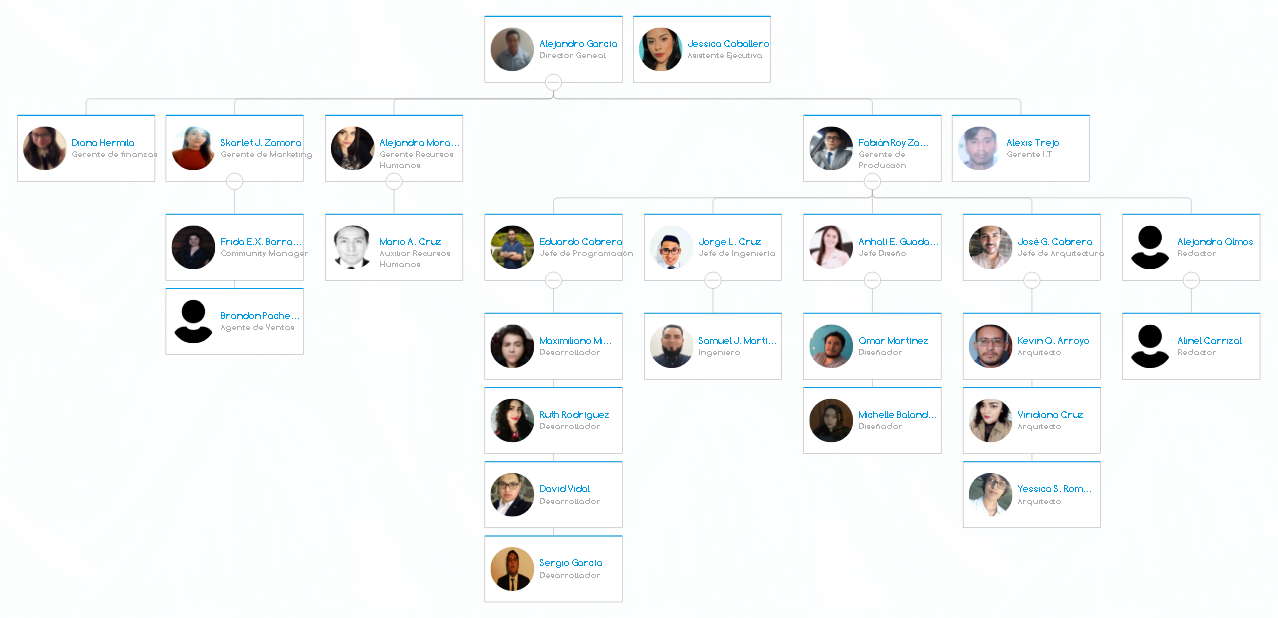 Alejandro García
Director Geneal
Jessica Caballero
Asistente Ejecutiva
Diana Hermila
Gerente de finanzas
Skarlet J. Zamora
Gerente de Marketing
Alejandra Mora...
Gerente Recursos
Humanos
Fabián Roy Za...
Gerente de
Producción
Alexis Trejo
Gerente I.T
Frida E.X. Barra...
Community Manager
Mario A. Cruz
Auxiliar Recursos
Humanos
Eduardo Cabrera
Jefe de Programación
Jorge L. Cruz
Jefe de Ingeniería
Anhali E. Guada...
Jefe Diseño
José G. Cabrera
Jefe de Arquitectura
Alejandra Olmos
Redactor
Brandon Pache...
Agente de Ventas
Maximiliano Mi...
Desarrollador
Samuel J. Marti...
Ingeniero
Omar Martínez
Diseñador
Kevin O. Arroyo
Arquitecto
Alinel Carrizal
Redactor
Ruth Rodríguez
Desarrollador
Michelle Baland...
Diseñador
Viridiana Cruz
Arquitecto
David Vidal
Desarrollador
Yessica S. Rom...
Arquitecto
Sergio García
Desarrollador